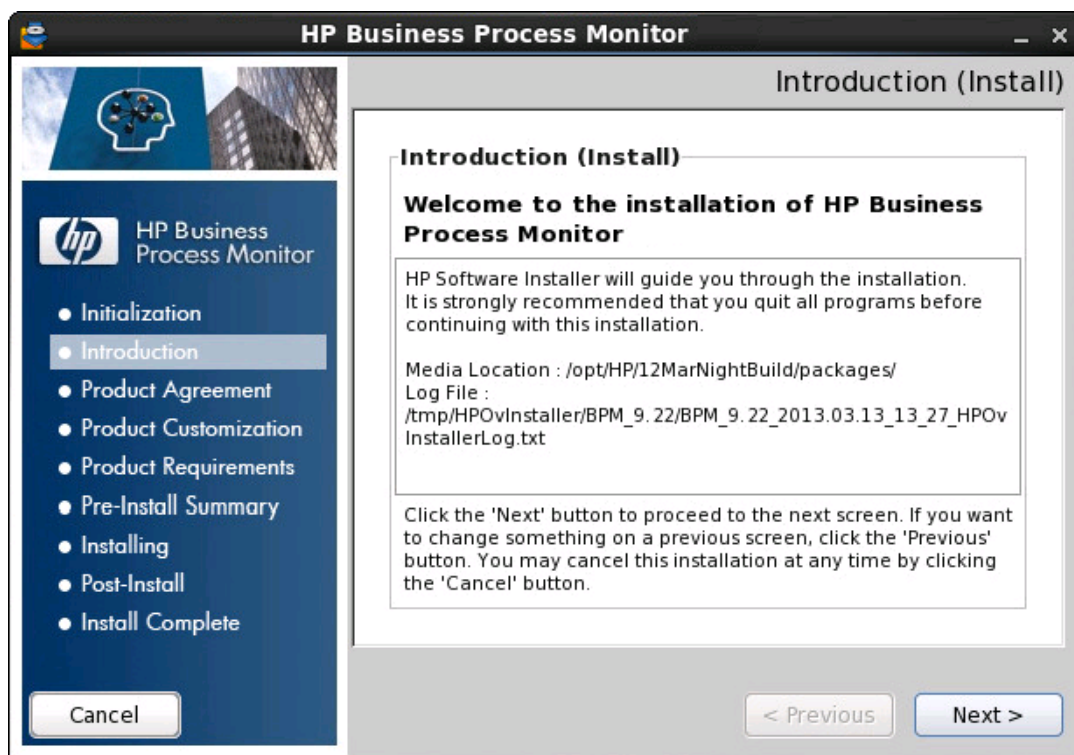 HP Business Process Monitor
Introduction (Install)
hp
HP Business
Process Monitor
Initialization
Introduction
Product Agreement
Product Customization
Product Requirements
Pre-Install Summary
Installing
Post-Install
Install Complete
Cancel
Introduction (Install)
Welcome to the installation of HP Business
Process Monitor
HP Software Installer will guide you through the installation.
It is strongly recommended that you quit all programs before
continuing with this installation.
Media Location : /opt/HP/12MarNightBuild/packages/
Log File :
/tmp/HPOvInstaller/BPM_9.22/BPM_9.22_2013.03.13_13_27_HPOv
InstallerLog.txt
Click the 'Next' button to proceed to the next screen. If you want
to change something on a previous screen, click the 'Previous'
button. You may cancel this installation at any time by clicking
the 'Cancel' button.
< Previous
Next >